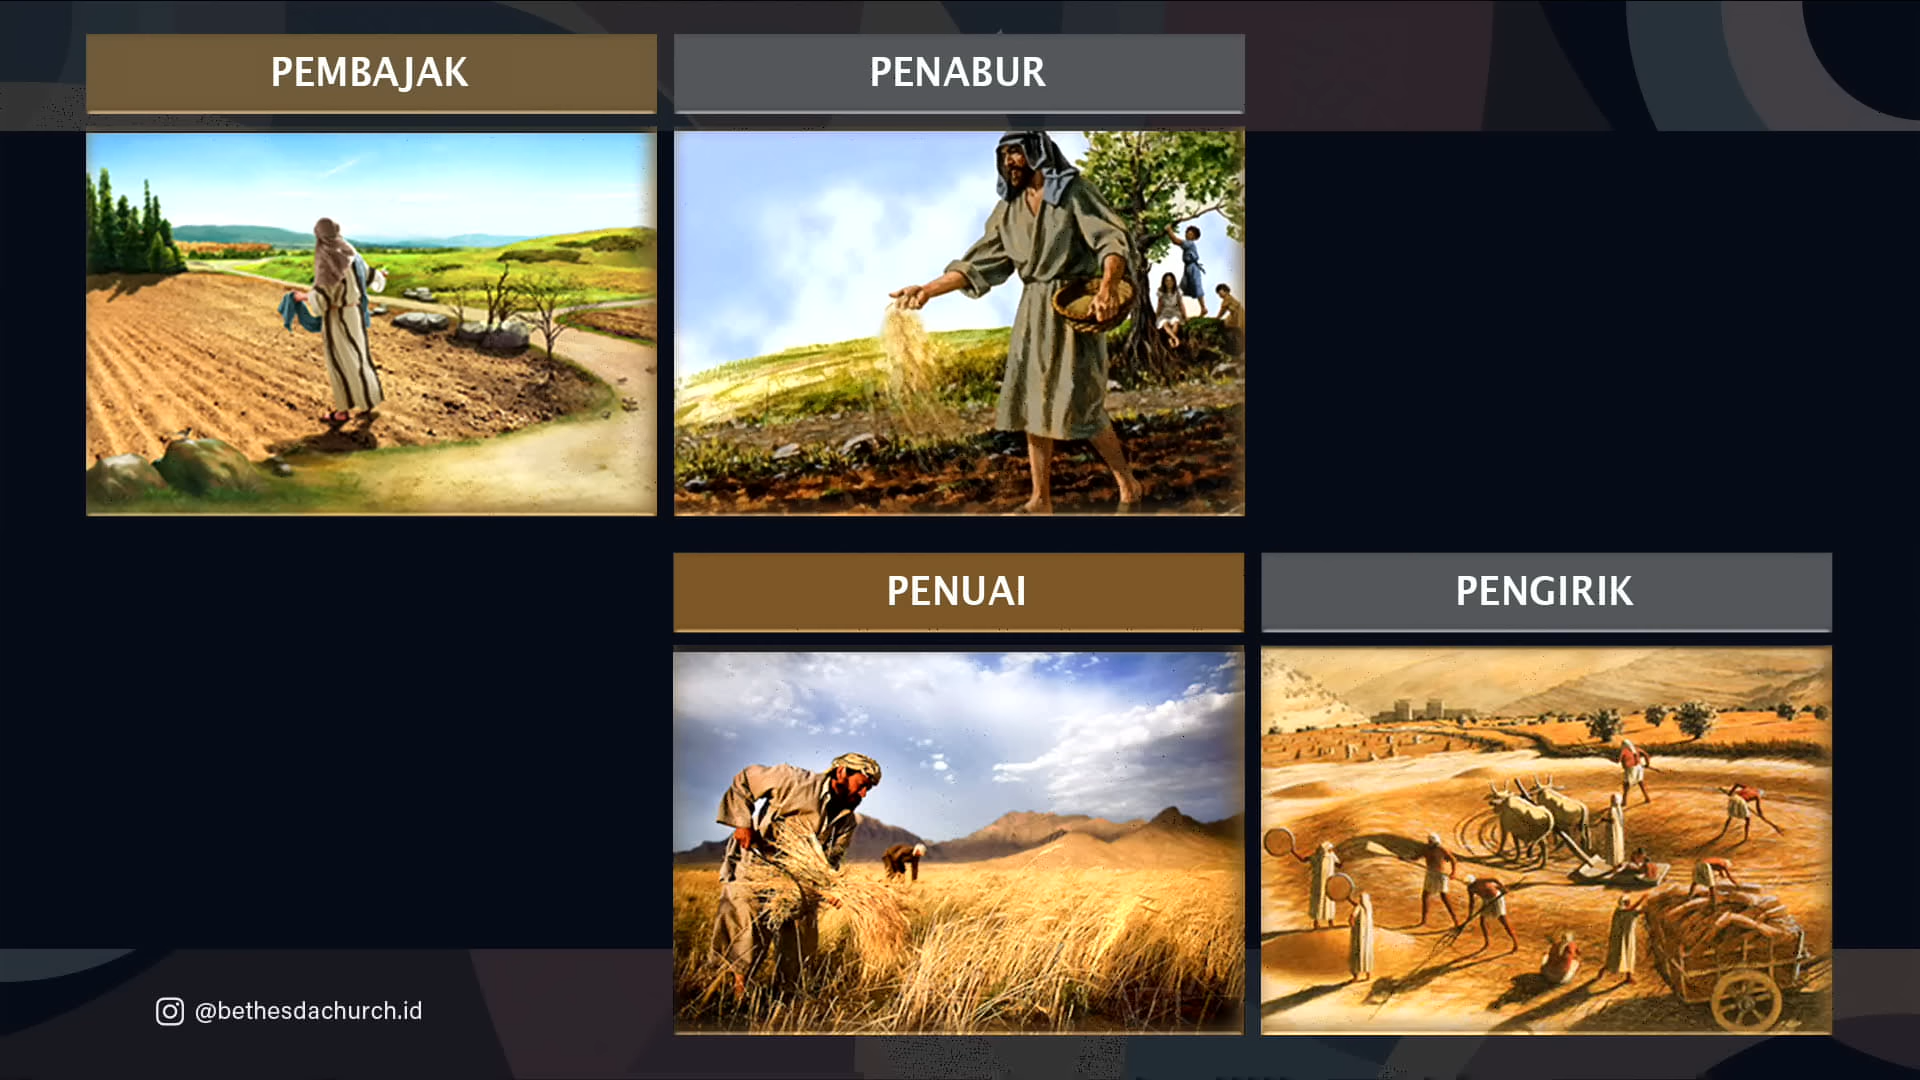 PEMBAJAK
PENABUR
PENUAI
PENGIRIK
@bethesdachurch.id